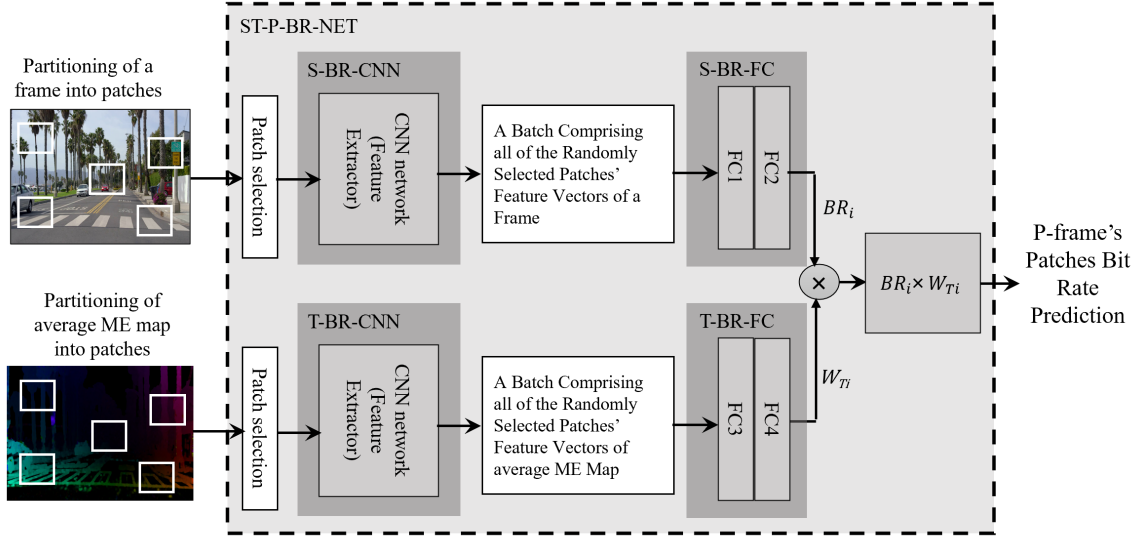 ST-P-BR-NET
Partitioning of a
frame into patches
Patch selection
S-BR-CNN
CNN network
(Feature
Extractor)
A Batch Comprising
all of the Randomly
Selected Patches'
Feature Vectors of a
Frame
S-BR-FC
FC1
FC2
BRi
Partitioning of
average ME map
into patches
Patch selection
T-BR-CNN
CNN network
(Feature
Extractor)
A Batch Comprising
all of the Randomly
Selected Patches'
Feature Vectors of
average ME Map
T-BR-FC
FC3
FC4
WTi
×
BRi× WTi
P-frame's
Patches Bit
Rate
Prediction